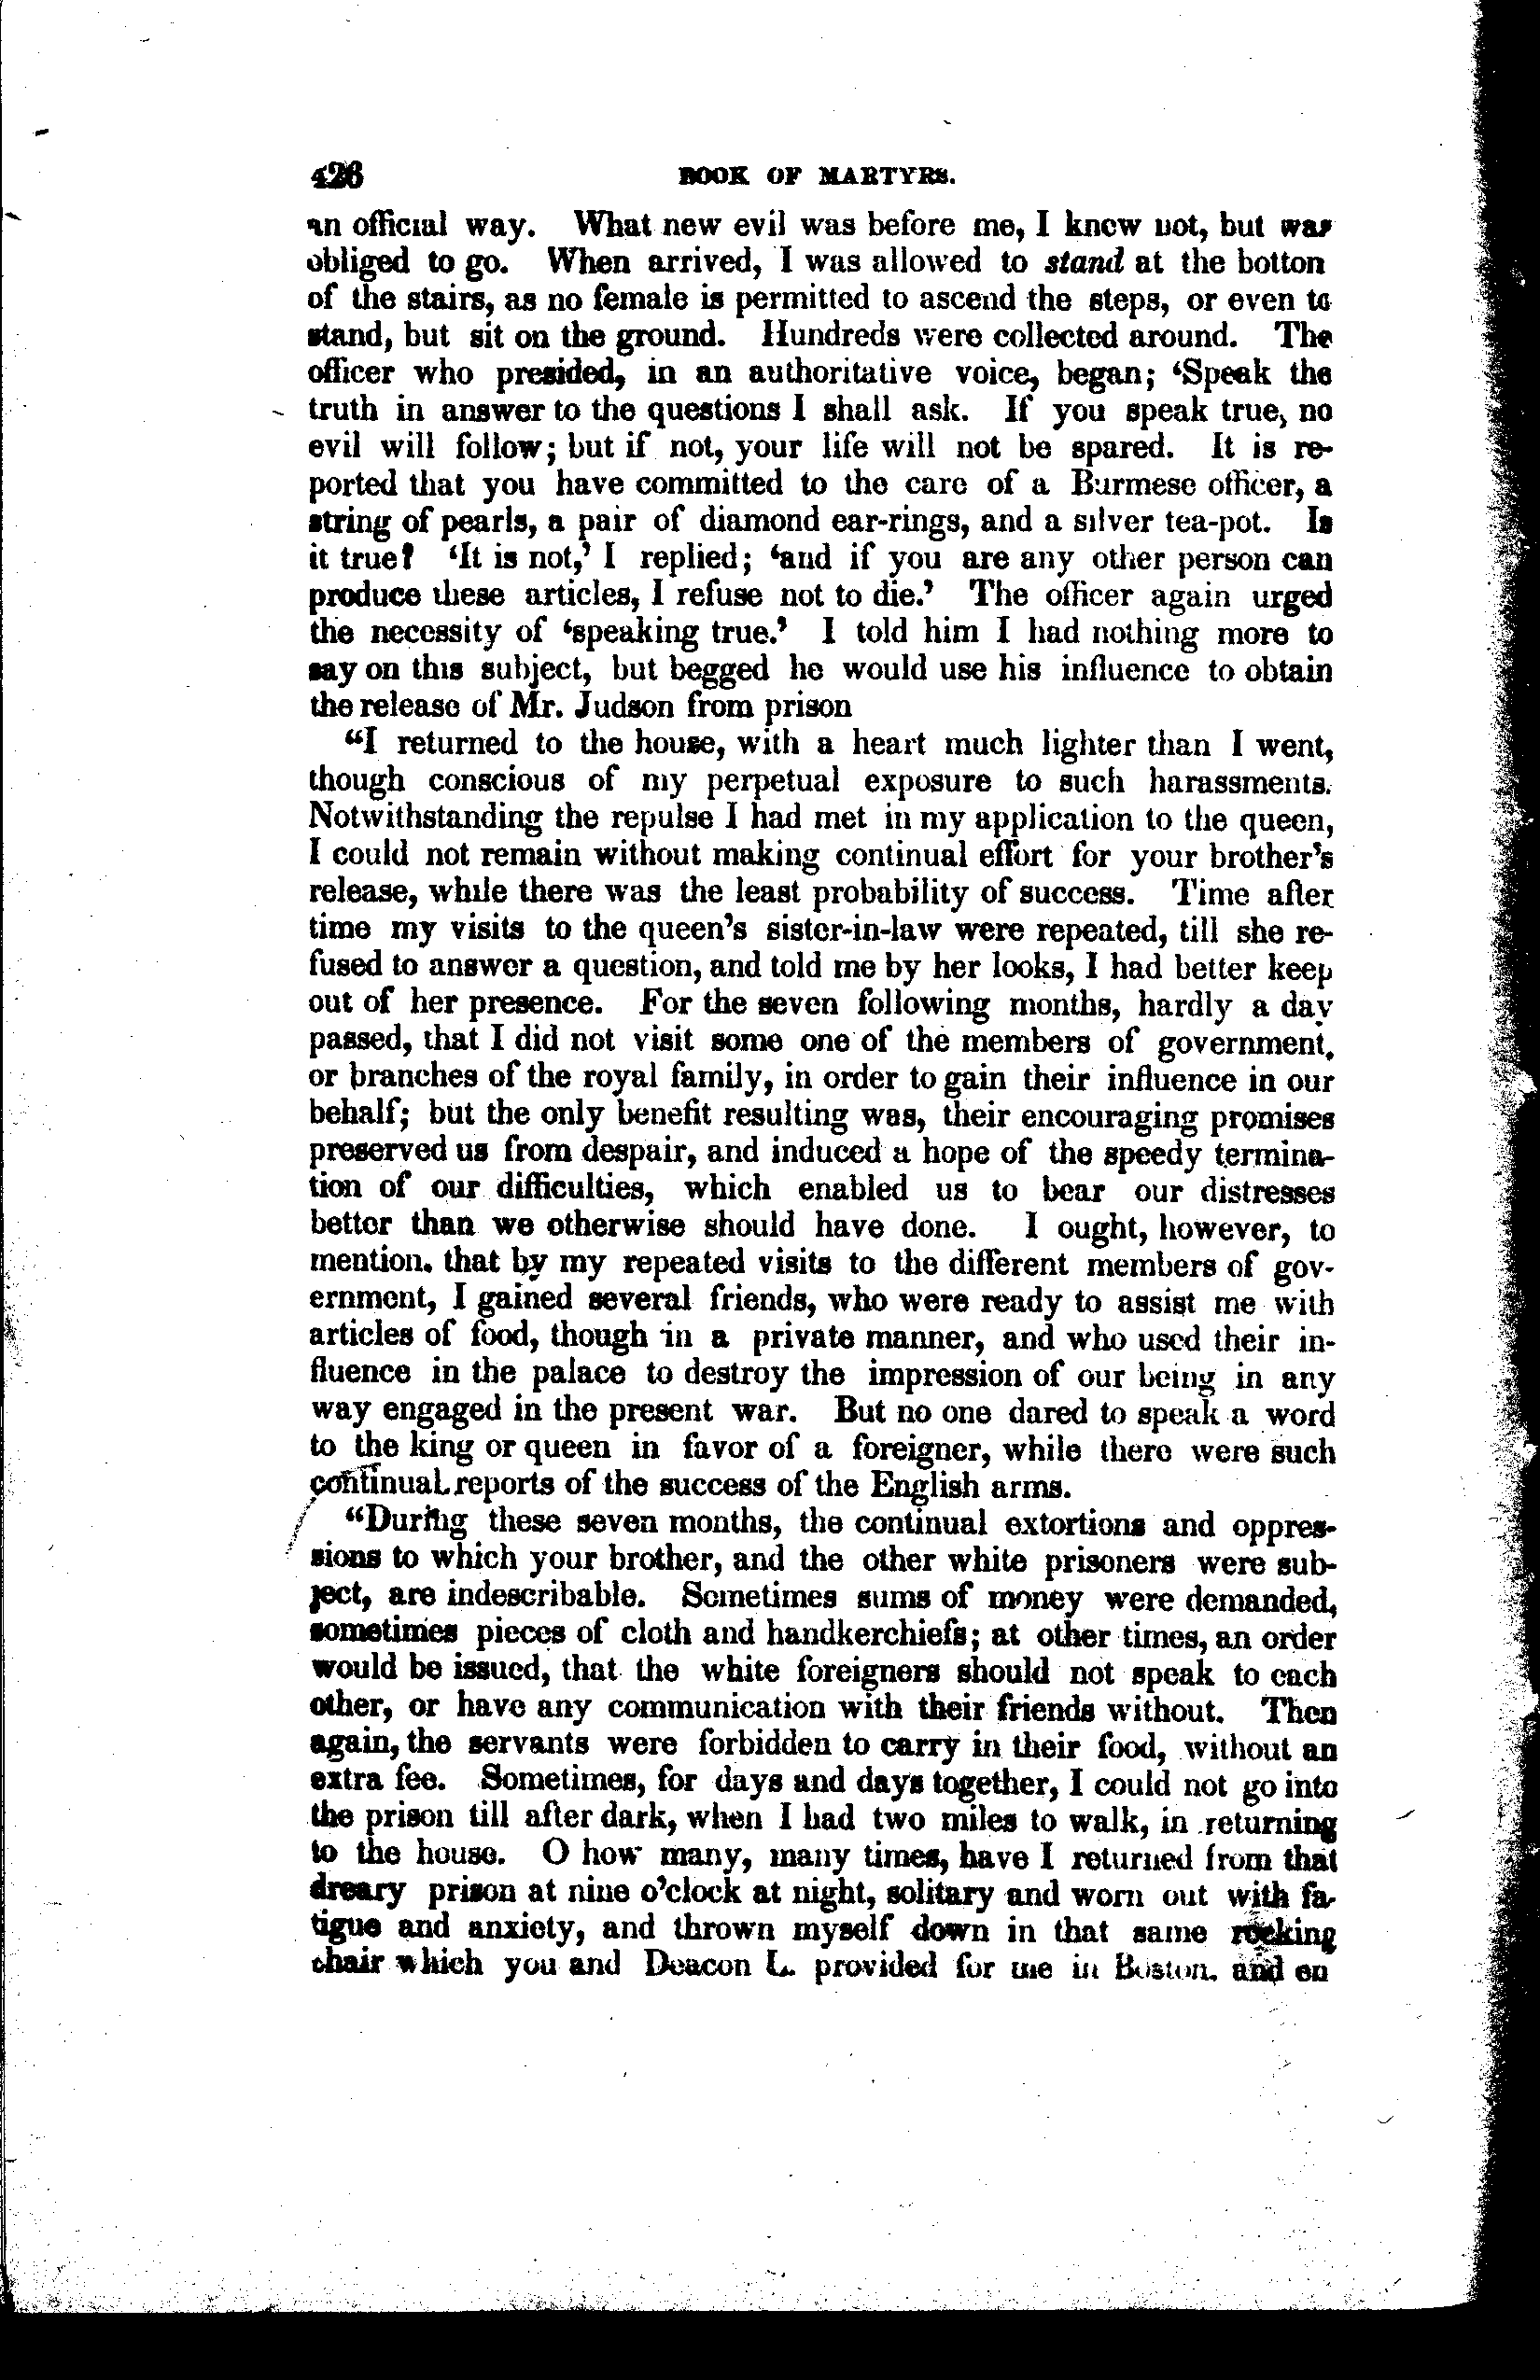 426 BOOK OF MARTYRS.
an official way. What new evil was before me, I knew not, but was
obliged to go. When arrived, I was allowed to stand at the botton
of the stairs, as no female is permitted to ascend the steps, or even to
stand, but sit on the ground. Hundreds were collected around. The
officer who presided, in an authoritative voice, began; ‘Speak the
truth in answer to the questions I shall ask. If you speak true, no
evil will follow; but if not, your life will not be spared. It is re-
ported that you have committed to the care of a Burmese officer, a
string of pearls, a pair of diamond ear-rings, and a silver tea-pot. Is
it true? ‘It is not,’ I replied; ‘and if you are any other person can
produce these articles, I refuse not to die.’ The officer again urged
the necessity of ‘speaking true.’ I told him I had nothing more to
say on this subject, but begged he would use his influence to obtain
the release of Mr. Judson from prison
“I returned to the house, with a heart much lighter than I went,
though conscious of my perpetual exposure to such harassments.
Notwithstanding the repulse I had met in my application to the queen,
I could not remain without making continual effort for your brother’s
release, while there was the least probability of success. Time after
time my visits to the queen’s sister-in-law were repeated, till she re-
fused to answer a question, and told me by her looks, I had better keep
out of her presence. For the seven following months, hardly a day
passed, that I did not visit some one of the members of government,
or branches of the royal family, in order to gain their influence in our
behalf; but the only benefit resulting was, their encouraging promises
preserved us from despair, and induced a hope of the speedy termina-
tion of our difficulties, which enabled us to bear our distresses
better than we otherwise should have done. I ought, however, to
mention, that by my repeated visits to the different members of gov-
ernment, I gained several friends, who were ready to assist me with
articles of food, though in a private manner, and who used their in-
fluence in the palace to destroy the impression of our being in any
way engaged in the present war. But no one dared to speak a word
to the king or queen in favor of a foreigner, while there were such
continual reports of the success of the English arms.
“During these seven months, the continual extortions and oppres-
sions to which your brother, and the other white prisoners were sub-
ject, are indescribable. Sometimes sums of money were demanded,
sometimes pieces of cloth and handkerchiefs; at other times, an order
would be issued, that the white foreigners should not speak to each
other, or have any communication with their friends without. Then
again, the servants were forbidden to carry in their food, without an
extra fee. Sometimes, for days and days together, I could not go into
the prison till after dark, when I had two miles to walk, in returning
to the house. O how many, many times, have I returned from that
dreary prison at nine o’clock at night, solitary and worn out with fa-
tigue and anxiety, and thrown myself down in that same rocking
chair which you and Deacon L. provided for me in Boston, and en